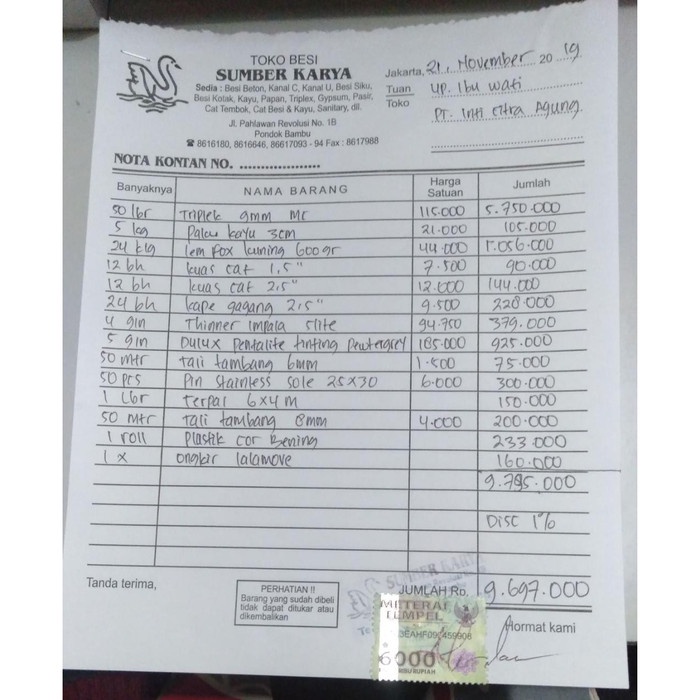 TOKO BESI
SUMBER KARYA
Sedia : Besi Beton, Kanal C, Kanal U, Besi Siku,
Besi Kotak, Kayu, Papan, Triplex, Gypsum, Pasir,
Cat Tembok, Cat Besi & Kayu, Sanitary, dll.
Jl. Pahlawan Revolusi No. 1B
Pondok Bambu
☎ 8616180, 8616646, 86617093 - 94 Fax : 8617988
Jakarta, 21, November 2019
Tuan UP. Ibu Wati
Toko PT. Inti Citra Agung
NOTA KONTAN NO. ...................
Banyaknya NAMA BARANG Harga Satuan Jumlah
50 lbr Triplek 9mm MC 115.000 5.750.000
5 kg Paku kayu 3cm 21.000 105.000
24 klg lem fox kuning 600gr 44.000 1.056.000
12 bh kuas cat 1,5" 7.500 90.000
12 bh kuas cat 2,5" 12.000 144.000
24 bh kape gagang 2,5" 9.500 228.000
4 gln Thinner impala 5lite 94.750 379.000
5 gln Dulux Pentalite tinting Pewtergrey 185.000 925.000
50 mtr Tali tambang 6mm 1.500 75.000
50 pcs Pin Stainless Sole 25x30 6.000 300.000
1 Lbr Terpal 6x4 M 150.000
50 Mtr Tali tambang 8mm 4.000 200.000
1 roll Plastik cor Bening 233.000
1 x ongkir lalamove 160.000
9.795.000
Disc 1%
JUMLAH Rp. 9.697.000
Tanda terima,
PERHATIAN !!
Barang yang sudah dibeli
tidak dapat ditukar atau
dikembalikan
SUMBER KARYA
METERAI
TEMPEL
6000
Hormat kami